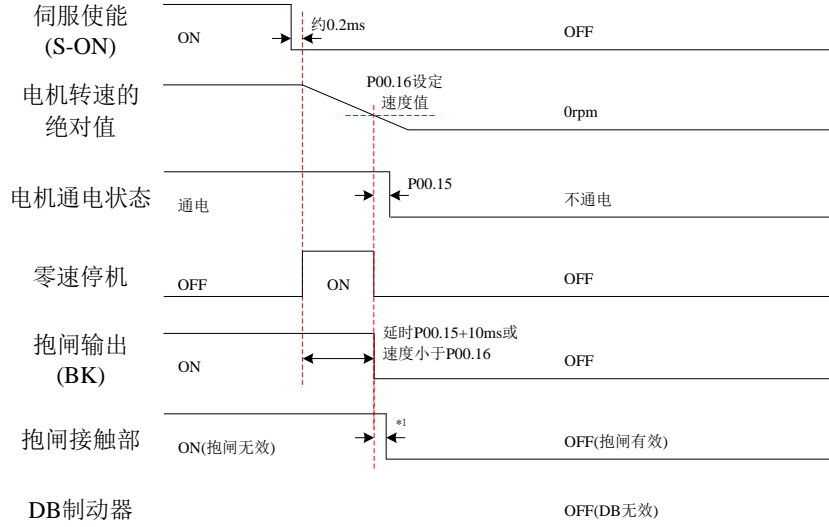 伺服使能
(S-ON)
ON
约0.2ms
OFF
电机转速的
绝对值
P00.16设定
速度值
0rpm
电机通电状态
通电
P00.15
不通电
零速停机
OFF
ON
OFF
抱闸输出
(BK)
ON
延时P00.15+10ms或
速度小于P00.16
OFF
抱闸接触部
ON(抱闸无效)
*1
OFF(抱闸有效)
DB制动器
OFF(DB无效)